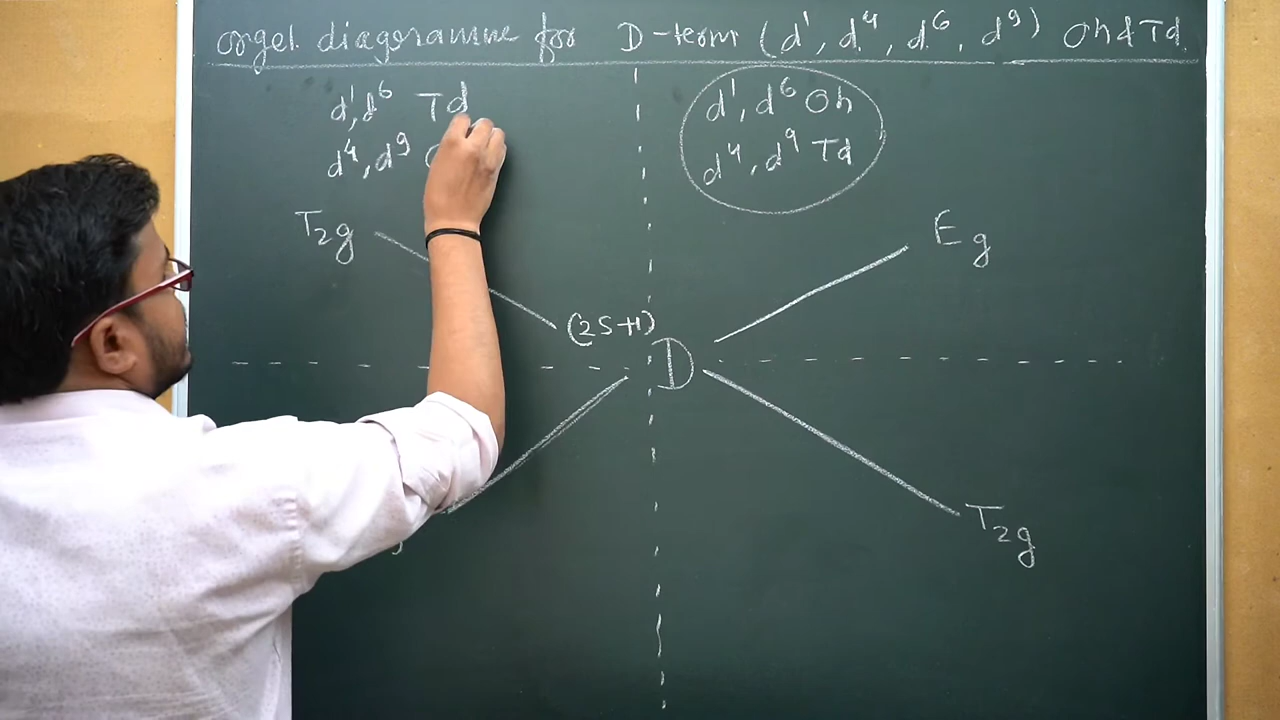 orgel diagramme for D-term (d¹, d⁴, d⁶, d⁹) Oh & Td
d¹, d⁶ Td
d⁴, d⁹
d¹, d⁶ Oh
d⁴, d⁹ Td
T₂g
E g
(2S+1)
D
T₂g